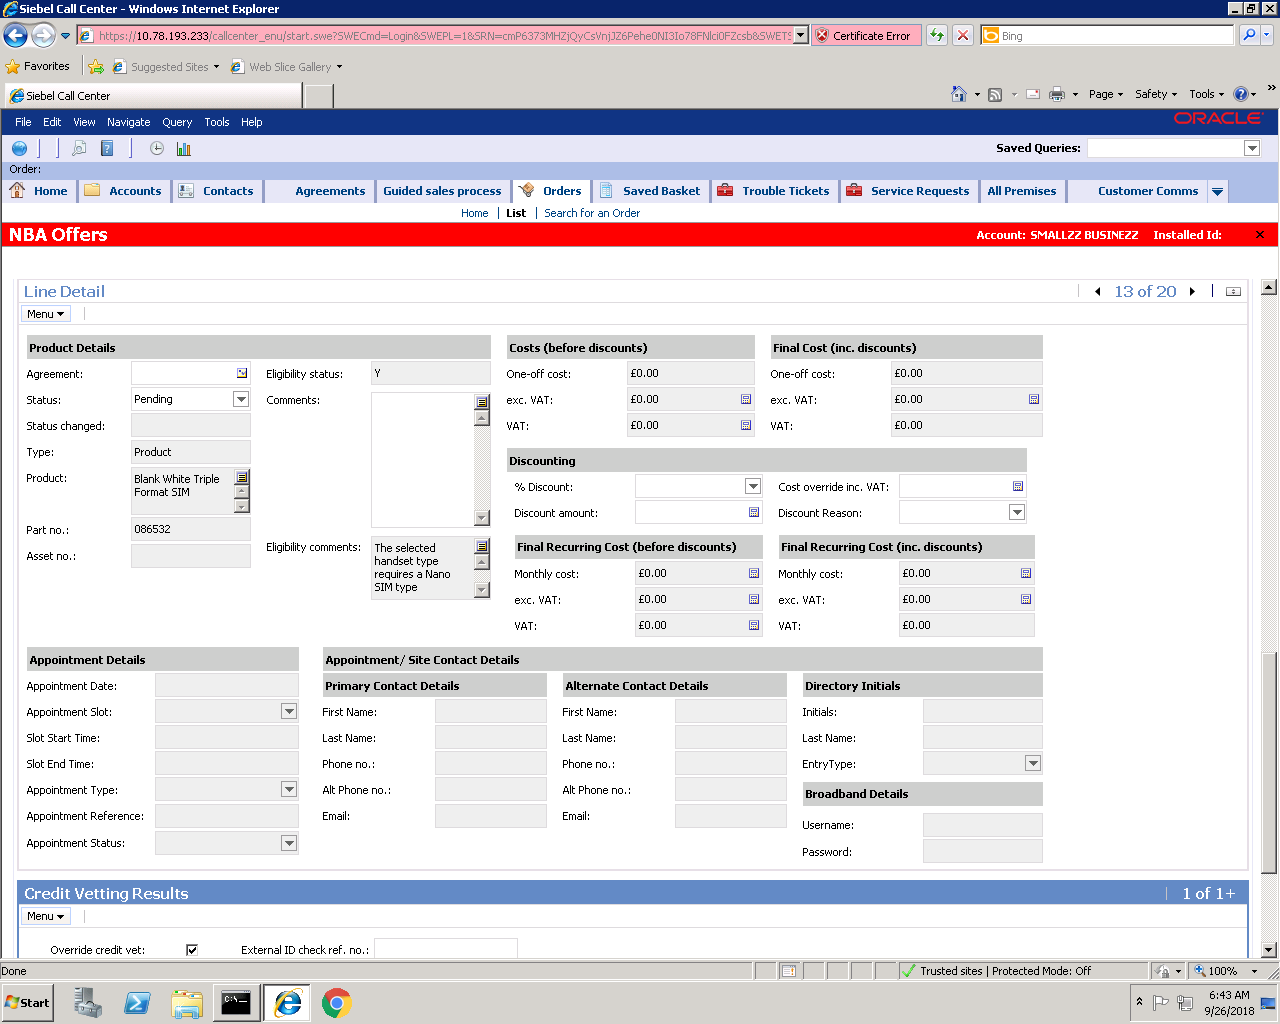 Siebel Call Center - Windows Internet Explorer
https://10.78.193.233/callcenter_enu/start.swe?SWECmd=Login&SWEPL=1&SRN=
Certificate Error
Bing
Favorites
Suggested Sites
Web Slice Gallery
Siebel Call Center
Page
Safety
Tools
File Edit View Navigate Query Tools Help
ORACLE
Saved Queries:
Order:
Home
Accounts
Contacts
Agreements
Guided sales process
Orders
Saved Basket
Trouble Tickets
Service Requests
All Premises
Customer Comms
Home | List | Search for an Order
NBA Offers
Account: SMALLZZ BUSINEZZ Installed Id:
Line Detail
13 of 20
Menu
Product Details
Agreement:
Status: Pending
Status changed:
Type: Product
Product: Blank White Triple
Format SIM
Part no.: 086532
Asset no.:
Eligibility status: Y
Comments:
Eligibility comments: The selected
handset type
requires a Nano
SIM type
Costs (before discounts)
One-off cost: £0.00
exc. VAT: £0.00
VAT: £0.00
Final Cost (inc. discounts)
One-off cost: £0.00
exc. VAT: £0.00
VAT: £0.00
Discounting
% Discount:
Discount amount:
Cost override inc. VAT:
Discount Reason:
Final Recurring Cost (before discounts)
Monthly cost: £0.00
exc. VAT: £0.00
VAT: £0.00
Final Recurring Cost (inc. discounts)
Monthly cost: £0.00
exc. VAT: £0.00
VAT: £0.00
Appointment Details
Appointment Date:
Appointment Slot:
Slot Start Time:
Slot End Time:
Appointment Type:
Appointment Reference:
Appointment Status:
Appointment/ Site Contact Details
Primary Contact Details
First Name:
Last Name:
Phone no.:
Alt Phone no.:
Email:
Alternate Contact Details
First Name:
Last Name:
Phone no.:
Alt Phone no.:
Email:
Directory Initials
Initials:
Last Name:
EntryType:
Broadband Details
Username:
Password:
Credit Vetting Results
1 of 1+
Menu
Override credit vet:
External ID check ref. no.:
Done
Trusted sites | Protected Mode: Off
100%
Start
6:43 AM
9/26/2018